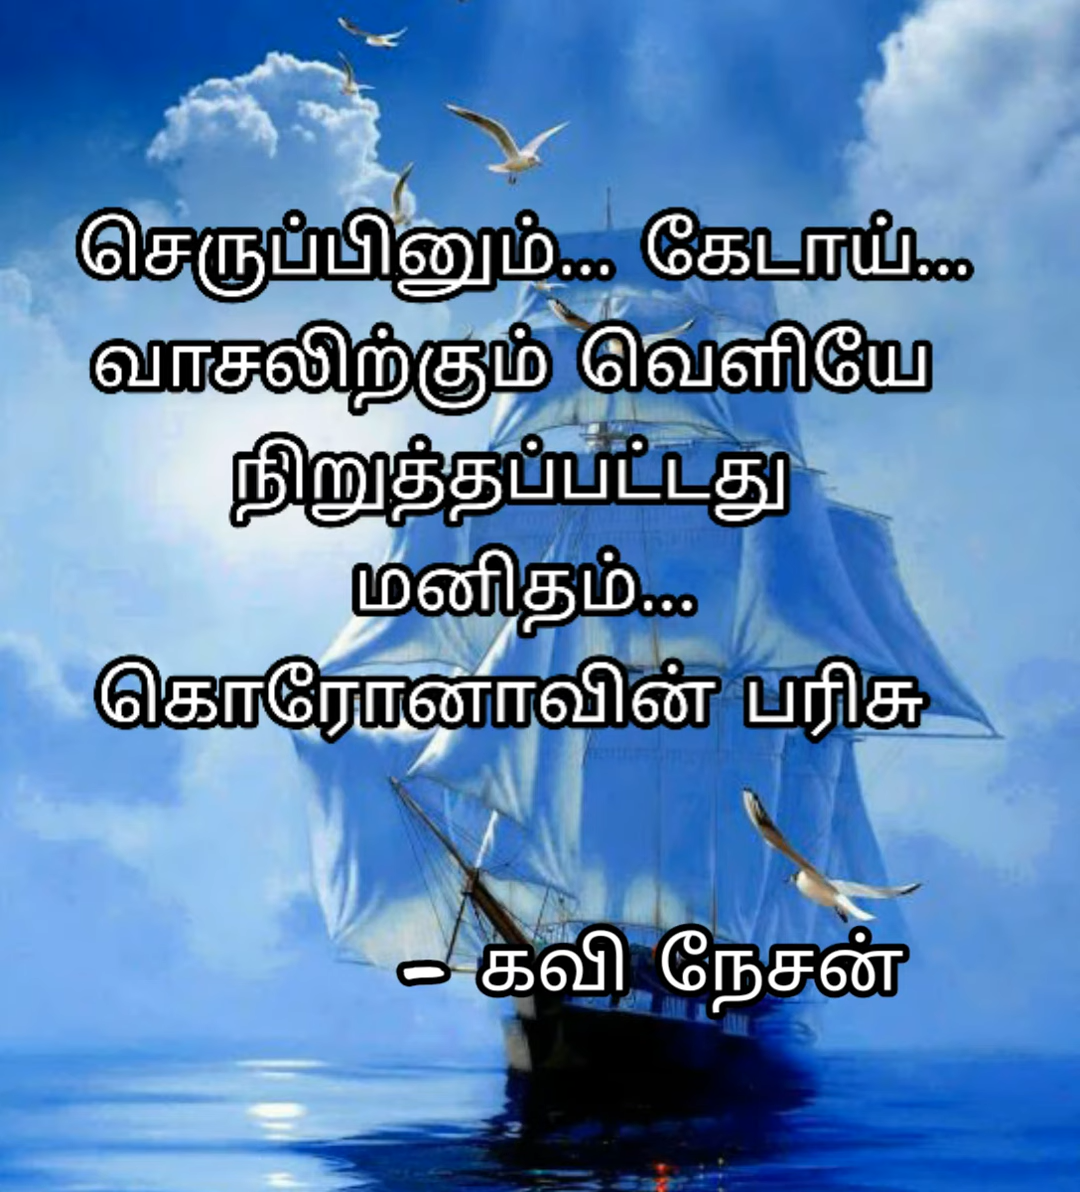 செருப்பினும்... கேடாய்...
வாசலிற்கும் வெளியே
நிறுத்தப்பட்டது
மனிதம்...
கொரோனாவின் பரிசு
- கவி நேசன்